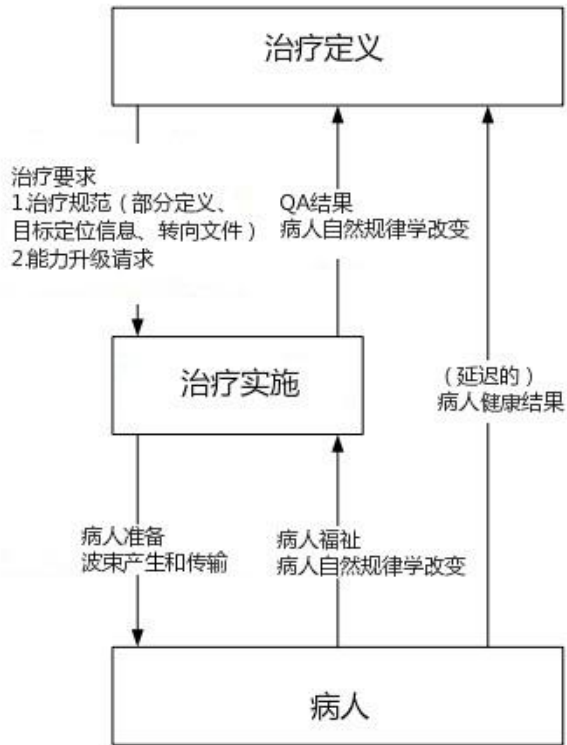 治疗定义
治疗要求
1.治疗规范（部分定义、
目标定位信息、转向文件）
2.能力升级请求
QA结果
病人自然规律学改变
治疗实施
（延迟的）
病人健康结果
病人准备
波束产生和传输
病人福祉
病人自然规律学改变
病人